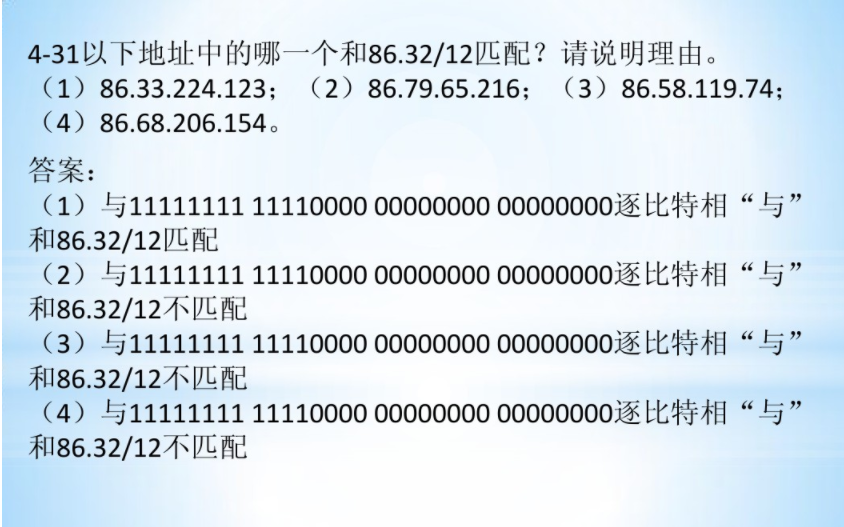 4-31以下地址中的哪一个和86.32/12匹配？请说明理由。
（1）86.33.224.123；（2）86.79.65.216；（3）86.58.119.74；
（4）86.68.206.154。
答案：
（1）与11111111 11110000 00000000 00000000逐比特相“与”
和86.32/12匹配
（2）与11111111 11110000 00000000 00000000逐比特相“与”
和86.32/12不匹配
（3）与11111111 11110000 00000000 00000000逐比特相“与”
和86.32/12不匹配
（4）与11111111 11110000 00000000 00000000逐比特相“与”
和86.32/12不匹配